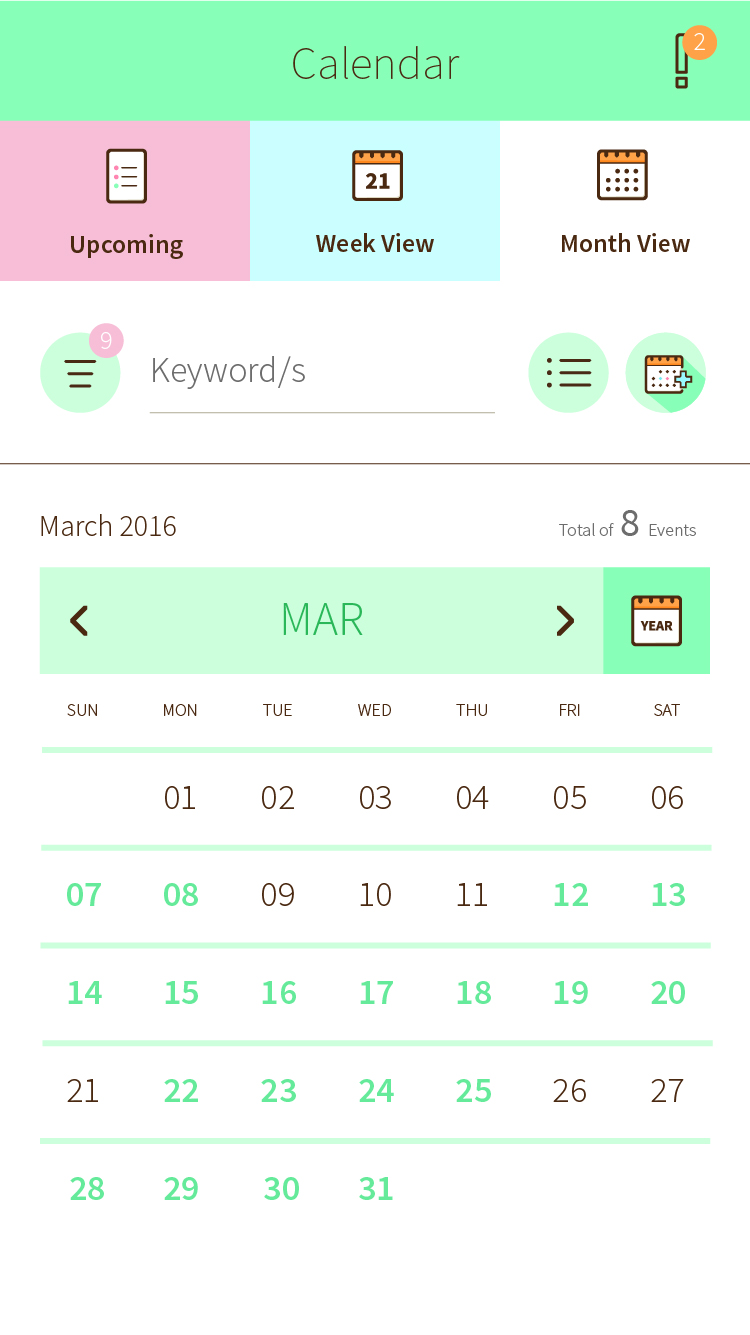 Calendar
2
21
Upcoming
Week View
Month View
9
Keyword/s
March 2016
Total of 8 Events
MAR
YEAR
SUN MON TUE WED THU FRI SAT
01 02 03 04 05 06
07 08 09 10 11 12 13
14 15 16 17 18 19 20
21 22 23 24 25 26 27
28 29 30 31